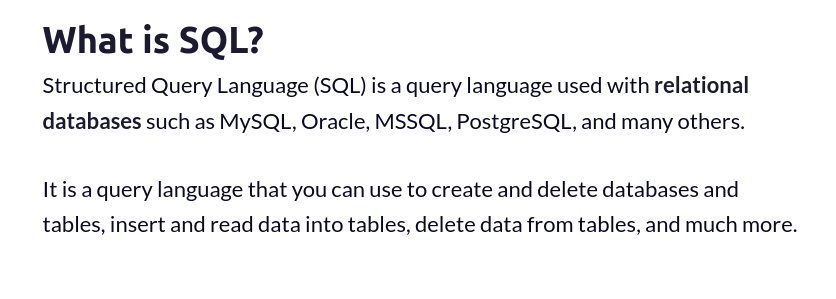 What is SQL?
Structured Query Language (SQL) is a query language used with relational
databases such as MySQL, Oracle, MSSQL, PostgreSQL, and many others.
It is a query language that you can use to create and delete databases and
tables, insert and read data into tables, delete data from tables, and much more.